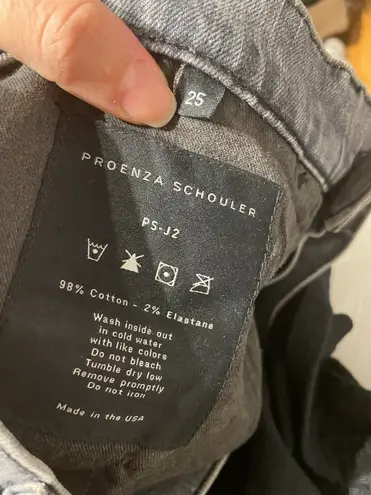 25
PROENZA SCHOULER
PS-J2
98% Cotton - 2% Elastane
Wash inside out
in cold water
with like colors
Do not bleach
Tumble dry low
Remove promptly
Do not iron
Made in the USA